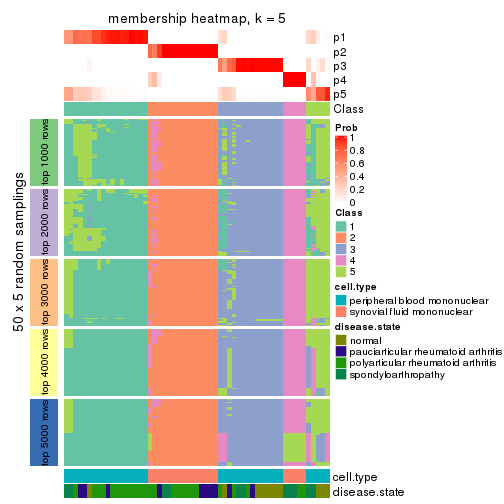 membership heatmap, k = 5
p1
p2
p3
p4
p5
Class
50 x 5 random samplings
top 1000 rows
top 2000 rows
top 3000 rows
top 4000 rows
top 5000 rows
cell.type
disease.state
Prob
1
0.8
0.6
0.4
0.2
0
Class
1
2
3
4
5
cell.type
peripheral blood mononuclear
synovial fluid mononuclear
disease.state
normal
pauciarticular rheumatoid arthritis
polyarticular rheumatoid arthritis
spondyloarthropathy